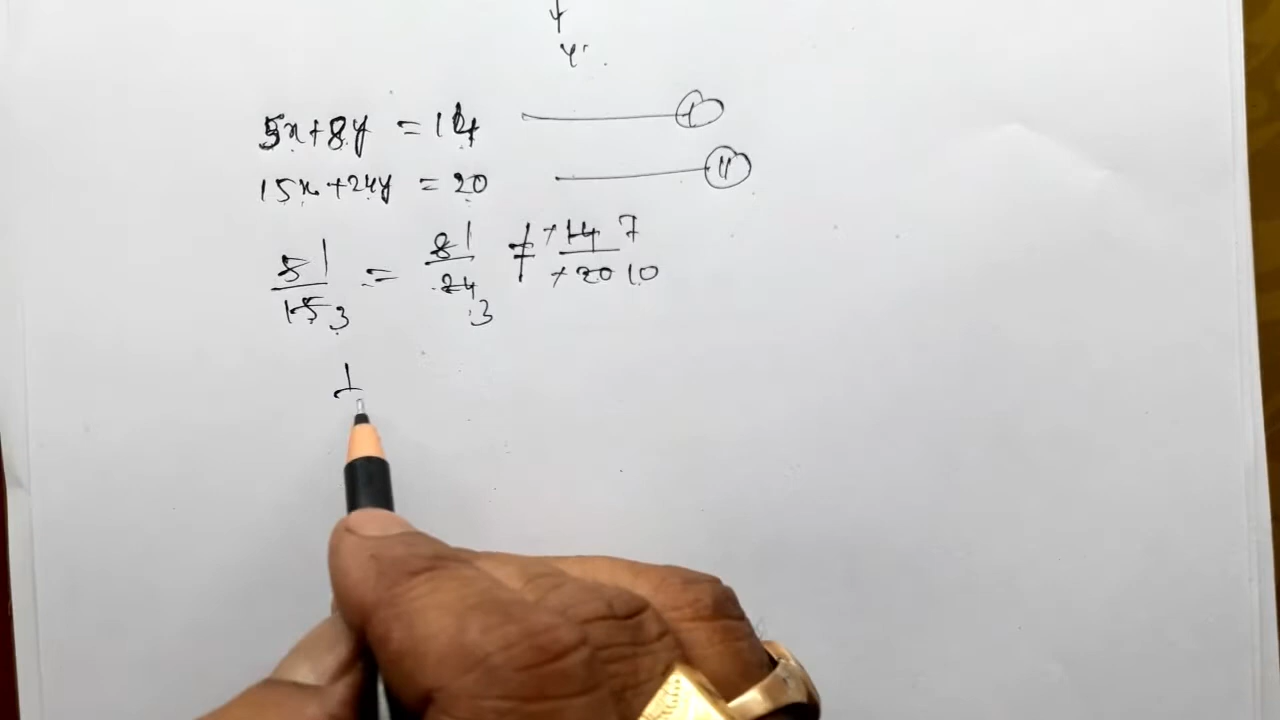 Y'
5x+8y = 14 (I)
15x+24y = 20 (II)
5 1/15 3 = 8 1/24 3 ≠ +14 7/+20 10
1